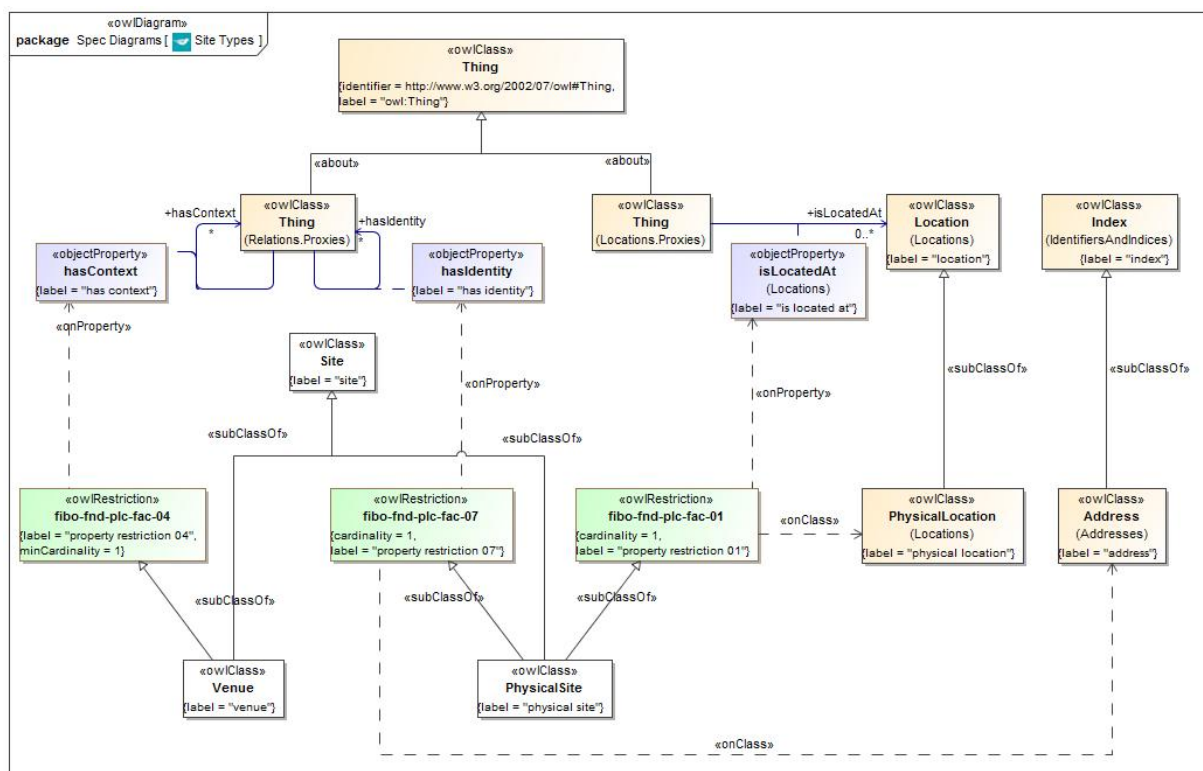 «owlDiagram»
package Spec Diagrams [ Site Types ]
«owlClass»
Thing
{identifier = http://www.w3.org/2002/07/owl#Thing,
label = "owl:Thing"}
«about»
«about»
+hasContext
*
«owlClass»
Thing
(Relations.Proxies)
+hasIdentity
*
«owlClass»
Thing
(Locations.Proxies)
+isLocatedAt
0..*
«owlClass»
Location
(Locations)
{label = "location"}
«owlClass»
Index
(IdentifiersAndIndices)
{label = "index"}
«objectProperty»
hasContext
{label = "has context"}
«objectProperty»
hasIdentity
{label = "has identity"}
«objectProperty»
isLocatedAt
(Locations)
{label = "is located at"}
«onProperty»
«owlClass»
Site
{label = "site"}
«onProperty»
«onProperty»
«subClassOf»
«subClassOf»
«subClassOf»
«subClassOf»
«owlRestriction»
fibo-fnd-plc-fac-04
{label = "property restriction 04",
minCardinality = 1}
«owlRestriction»
fibo-fnd-plc-fac-07
{cardinality = 1,
label = "property restriction 07"}
«owlRestriction»
fibo-fnd-plc-fac-01
{cardinality = 1,
label = "property restriction 01"}
«onClass»
«owlClass»
PhysicalLocation
(Locations)
{label = "physical location"}
«owlClass»
Address
(Addresses)
{label = "address"}
«subClassOf»
«subClassOf»
«subClassOf»
«owlClass»
Venue
{label = "venue"}
«owlClass»
PhysicalSite
{label = "physical site"}
«onClass»